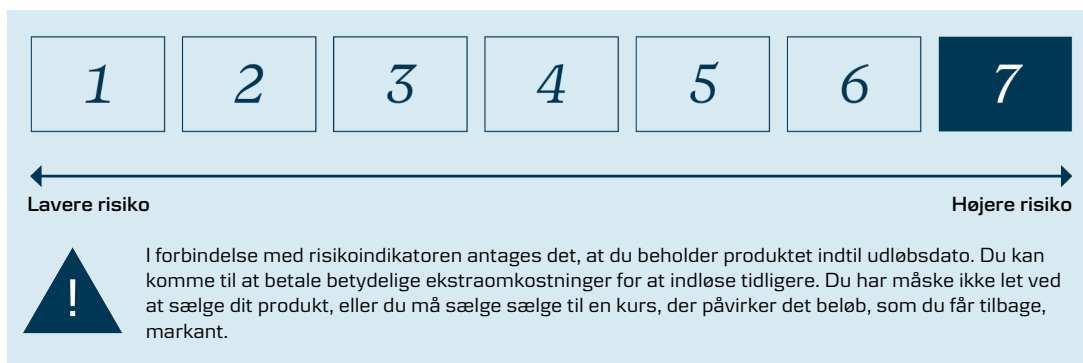 1 2 3 4 5 6 7
Lavere risiko Højere risiko
!
I forbindelse med risikoindikatoren antages det, at du beholder produktet indtil udløbsdato. Du kan
komme til at betale betydelige ekstraomkostninger for at indløse tidligere. Du har måske ikke let ved
at sælge dit produkt, eller du må sælge sælge til en kurs, der påvirker det beløb, som du får tilbage,
markant.